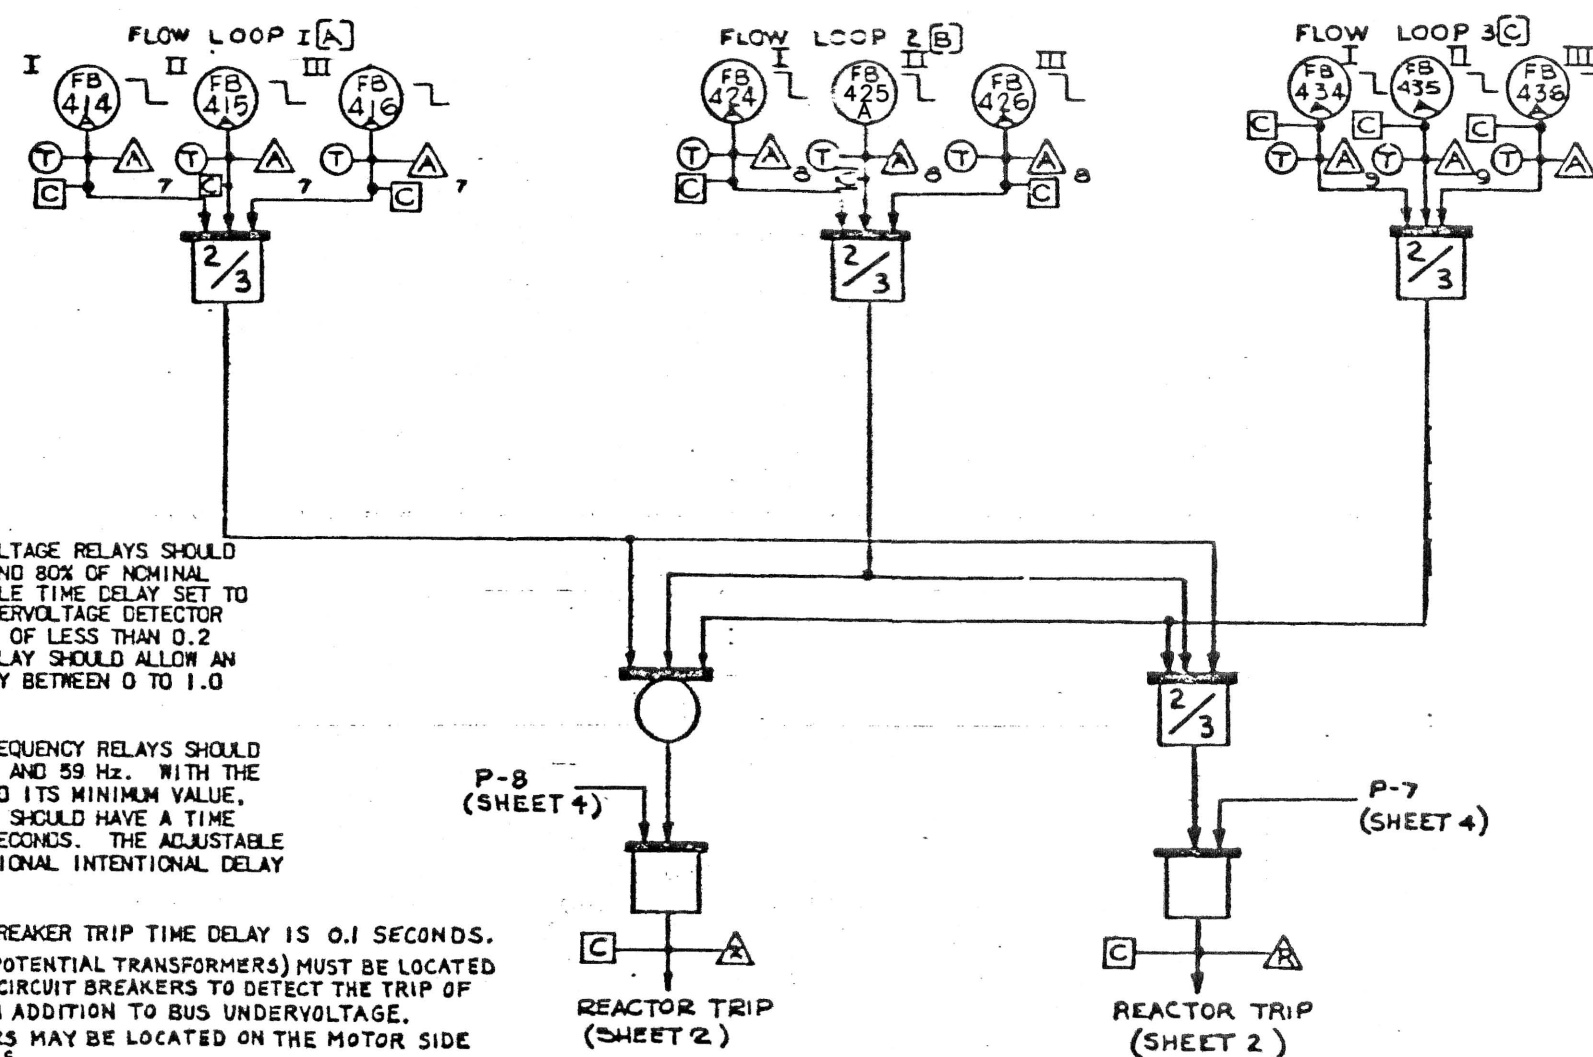 FLOW LOOP I [A]
FLOW LOOP 2 [B]
FLOW LOOP 3 [C]
I FB 414
II FB 415
III FB 416
I FB 424
II FB 425
III FB 426
I FB 434
II FB 435
III FB 436
T A T A T A
T A T A T A
T A T A T A
C 7 C 7 C 7
C 8 C 8 C 8
C C C 9 9
2/3
2/3
2/3
LTAGE RELAYS SHOULD
ND 80% OF NOMINAL
LE TIME DELAY SET TO
ERVOLTAGE DETECTOR
OF LESS THAN 0.2
LAY SHOULD ALLOW AN
Y BETWEEN 0 TO 1.0
2/3
EQUENCY RELAYS SHOULD
AND 59 Hz. WITH THE
O ITS MINIMUM VALUE,
SHOULD HAVE A TIME
ECONDS. THE ADJUSTABLE
IONAL INTENTIONAL DELAY
P-8
(SHEET 4)
P-7
(SHEET 4)
REAKER TRIP TIME DELAY IS 0.1 SECONDS.
POTENTIAL TRANSFORMERS) MUST BE LOCATED
CIRCUIT BREAKERS TO DETECT THE TRIP OF
N ADDITION TO BUS UNDERVOLTAGE.
RS MAY BE LOCATED ON THE MOTOR SIDE
C
C
REACTOR TRIP
(SHEET 2)
REACTOR TRIP
(SHEET 2)